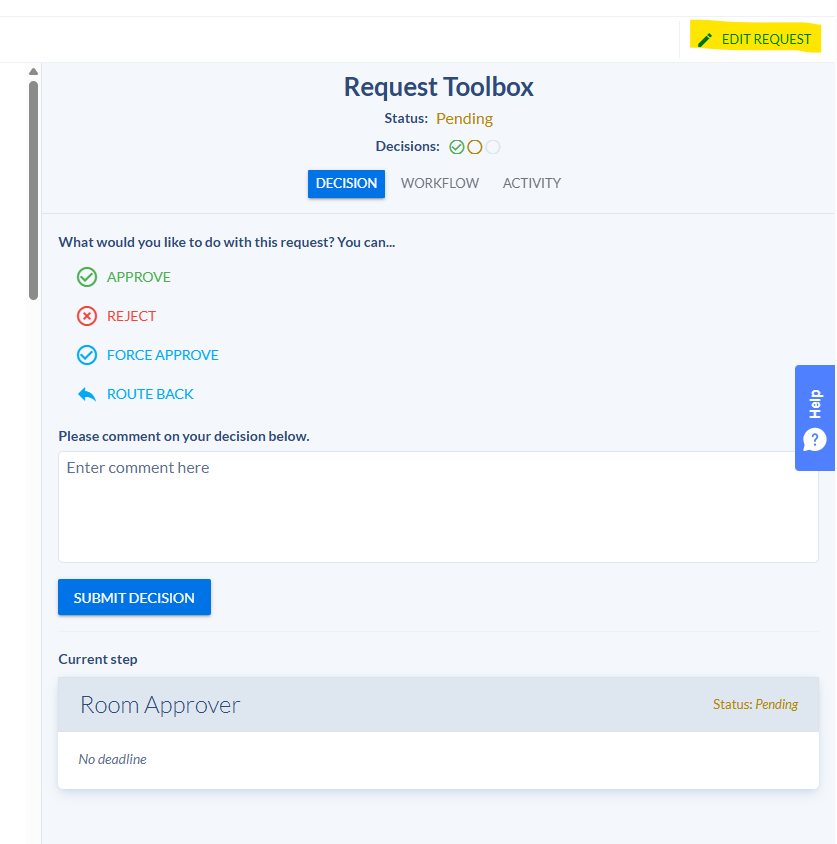 EDIT REQUEST
Request Toolbox
Status: Pending
Decisions:
DECISION WORKFLOW ACTIVITY
What would you like to do with this request? You can...
APPROVE
REJECT
FORCE APPROVE
ROUTE BACK
Help
?
Please comment on your decision below.
Enter comment here
SUBMIT DECISION
Current step
Room Approver Status: Pending
No deadline